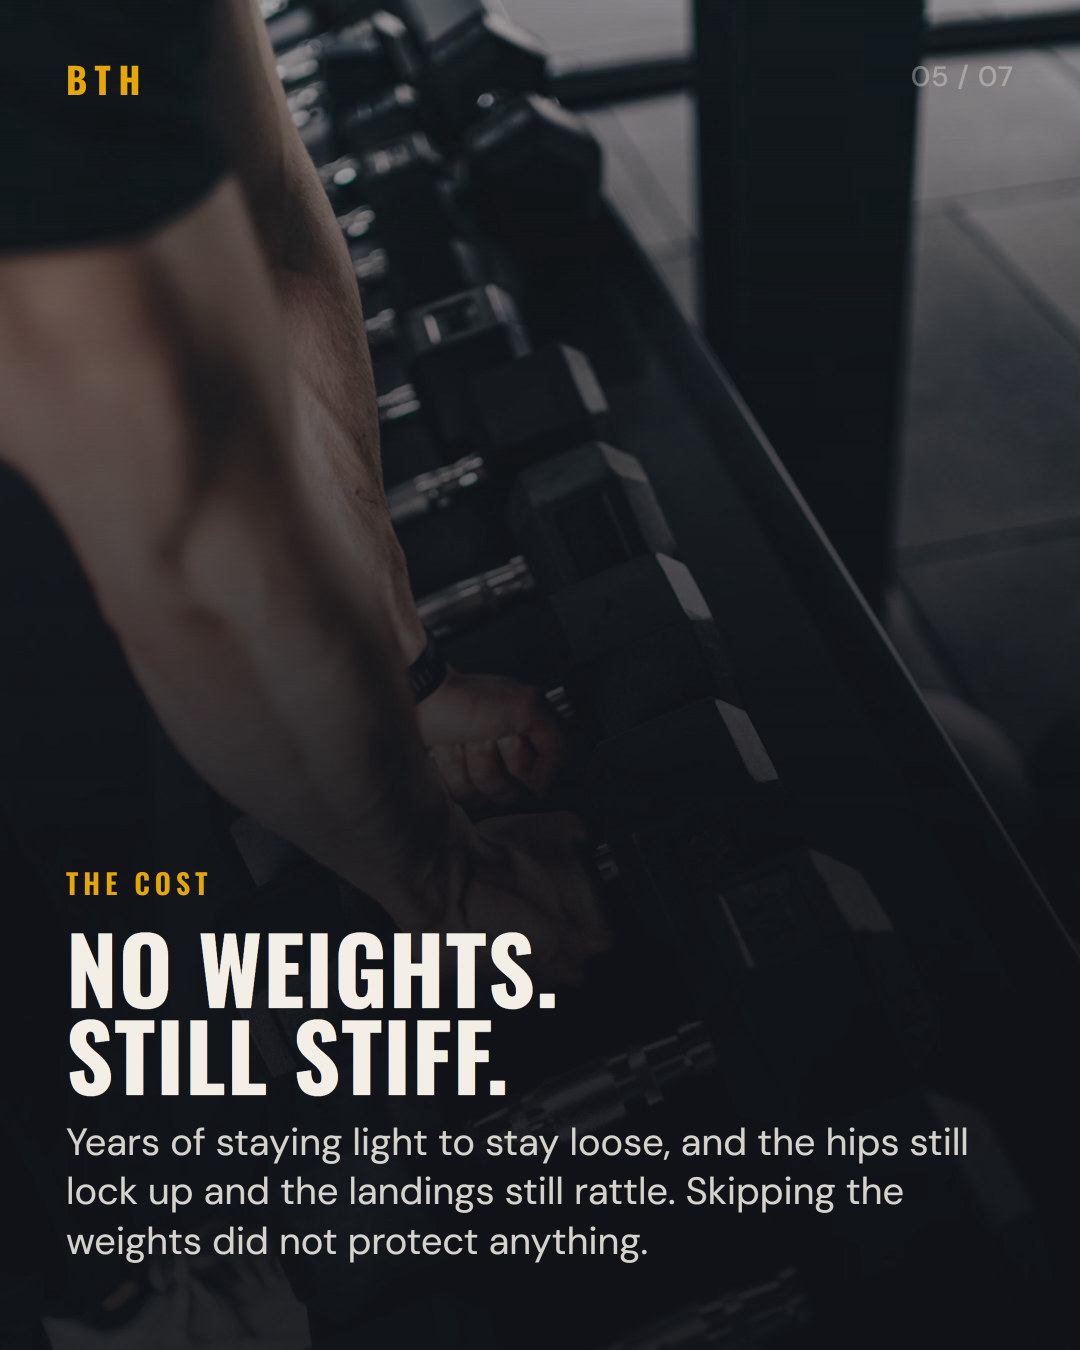 BTH
05 / 07
THE COST
NO WEIGHTS.
STILL STIFF.
Years of staying light to stay loose, and the hips still
lock up and the landings still rattle. Skipping the
weights did not protect anything.